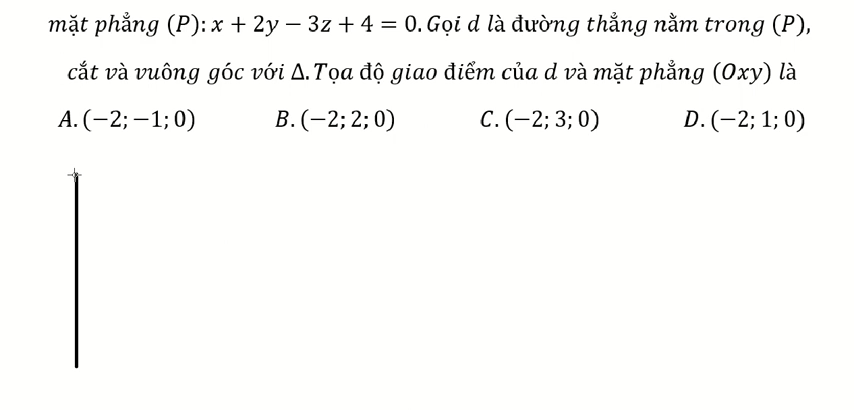 mặt phẳng (P): x + 2y − 3z + 4 = 0. Gọi d là đường thẳng nằm trong (P),
cắt và vuông góc với Δ. Tọa độ giao điểm của d và mặt phẳng (Oxy) là
A. (−2; −1; 0) B. (−2; 2; 0) C. (−2; 3; 0) D. (−2; 1; 0)